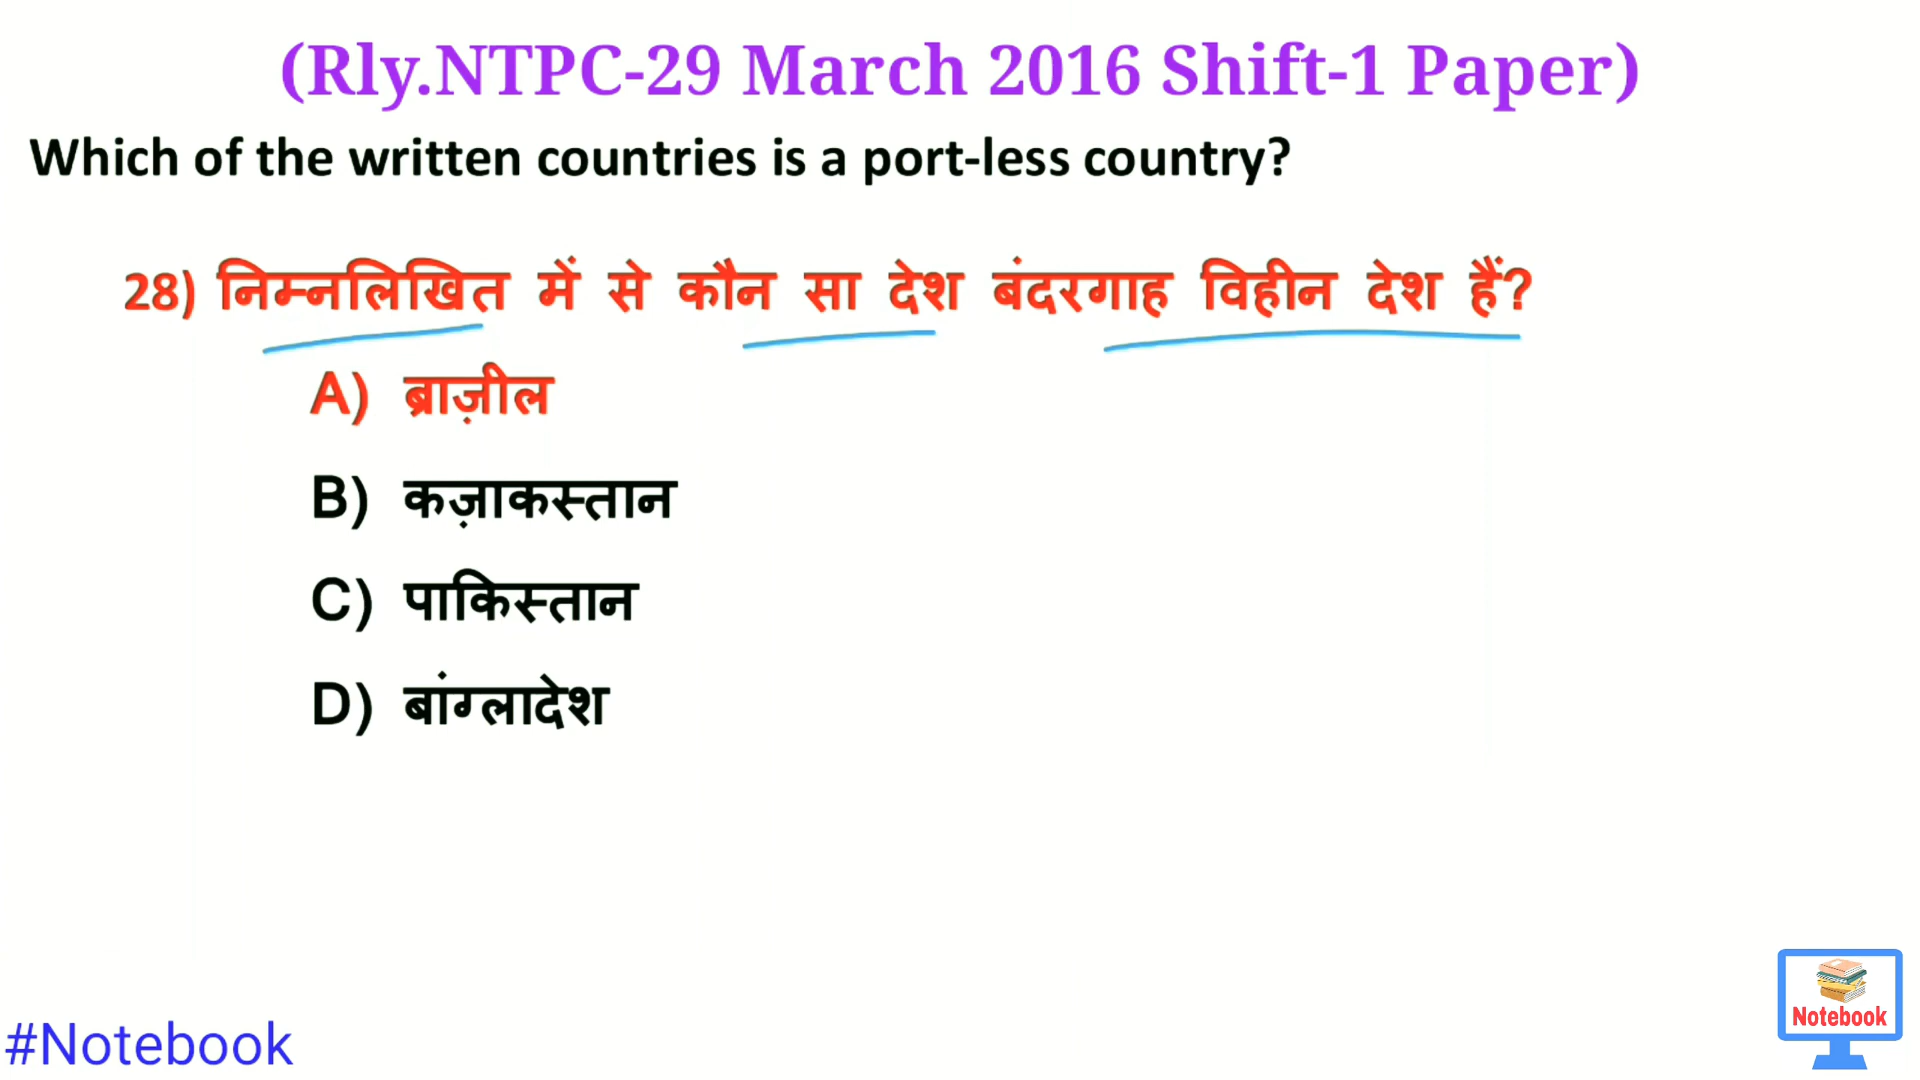 (Rly.NTPC-29 March 2016 Shift-1 Paper)
Which of the written countries is a port-less country?
28) निम्नलिखित में से कौन सा देश बंदरगाह विहीन देश हैं?
A) ब्राज़ील
B) कज़ाकस्तान
C) पाकिस्तान
D) बांग्लादेश
Notebook
#Notebook